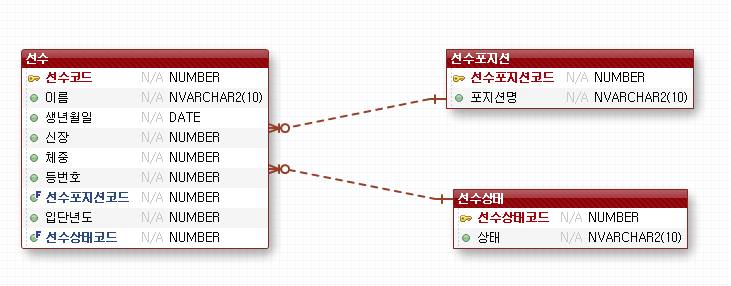 선수
선수코드 N/A NUMBER
이름 N/A NVARCHAR2(10)
생년월일 N/A DATE
신장 N/A NUMBER
체중 N/A NUMBER
등번호 N/A NUMBER
선수포지션코드 N/A NUMBER
입단년도 N/A NUMBER
선수상태코드 N/A NUMBER
선수포지션
선수포지션코드 N/A NUMBER
포지션명 N/A NVARCHAR2(10)
선수상태
선수상태코드 N/A NUMBER
상태 N/A NVARCHAR2(10)